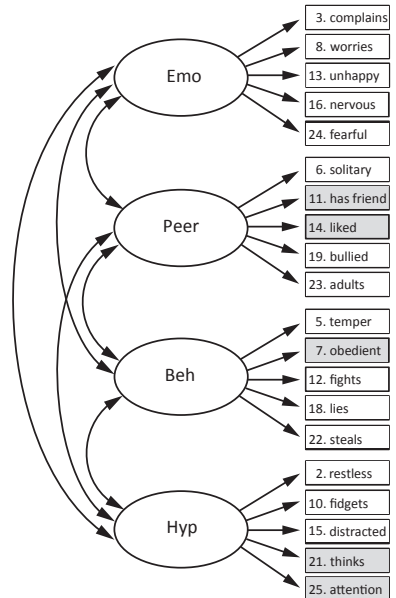 Emo
3. complains
8. worries
13. unhappy
16. nervous
24. fearful
Peer
6. solitary
11. has friend
14. liked
19. bullied
23. adults
Beh
5. temper
7. obedient
12. fights
18. lies
22. steals
Hyp
2. restless
10. fidgets
15. distracted
21. thinks
25. attention